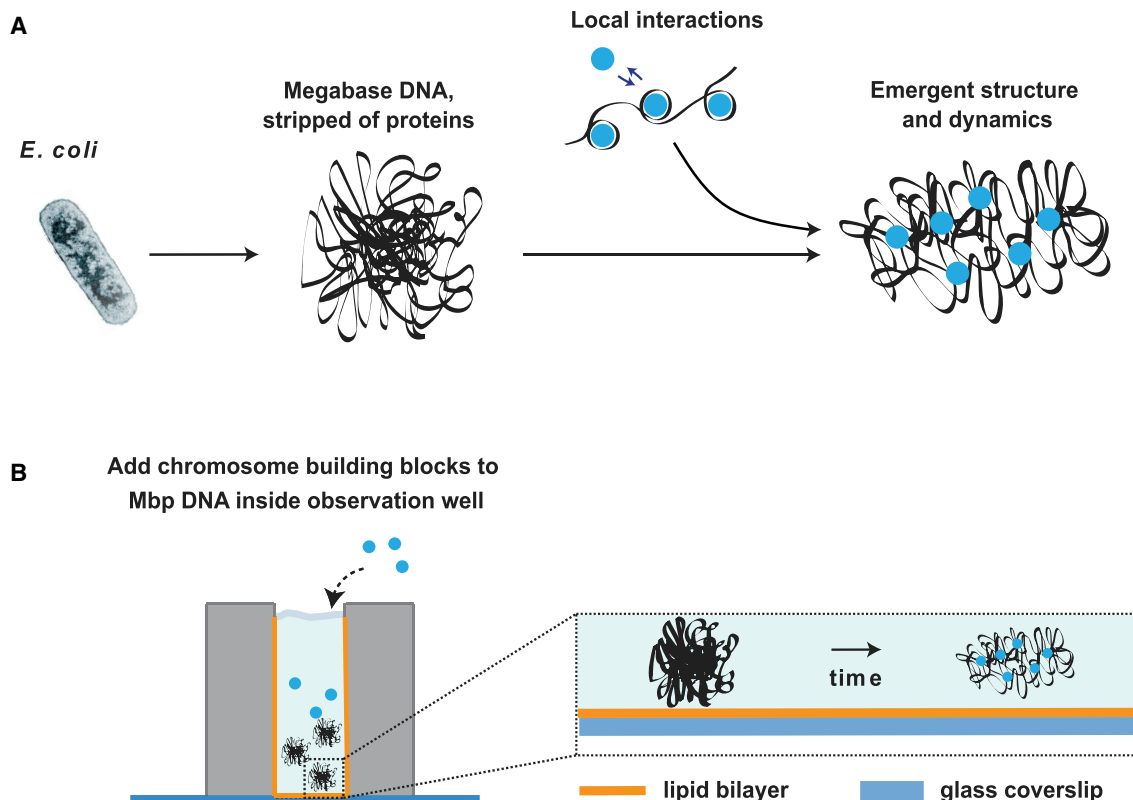 A
Local interactions
Megabase DNA,
stripped of proteins
Emergent structure
and dynamics
E. coli
B
Add chromosome building blocks to
Mbp DNA inside observation well
time
lipid bilayer
glass coverslip